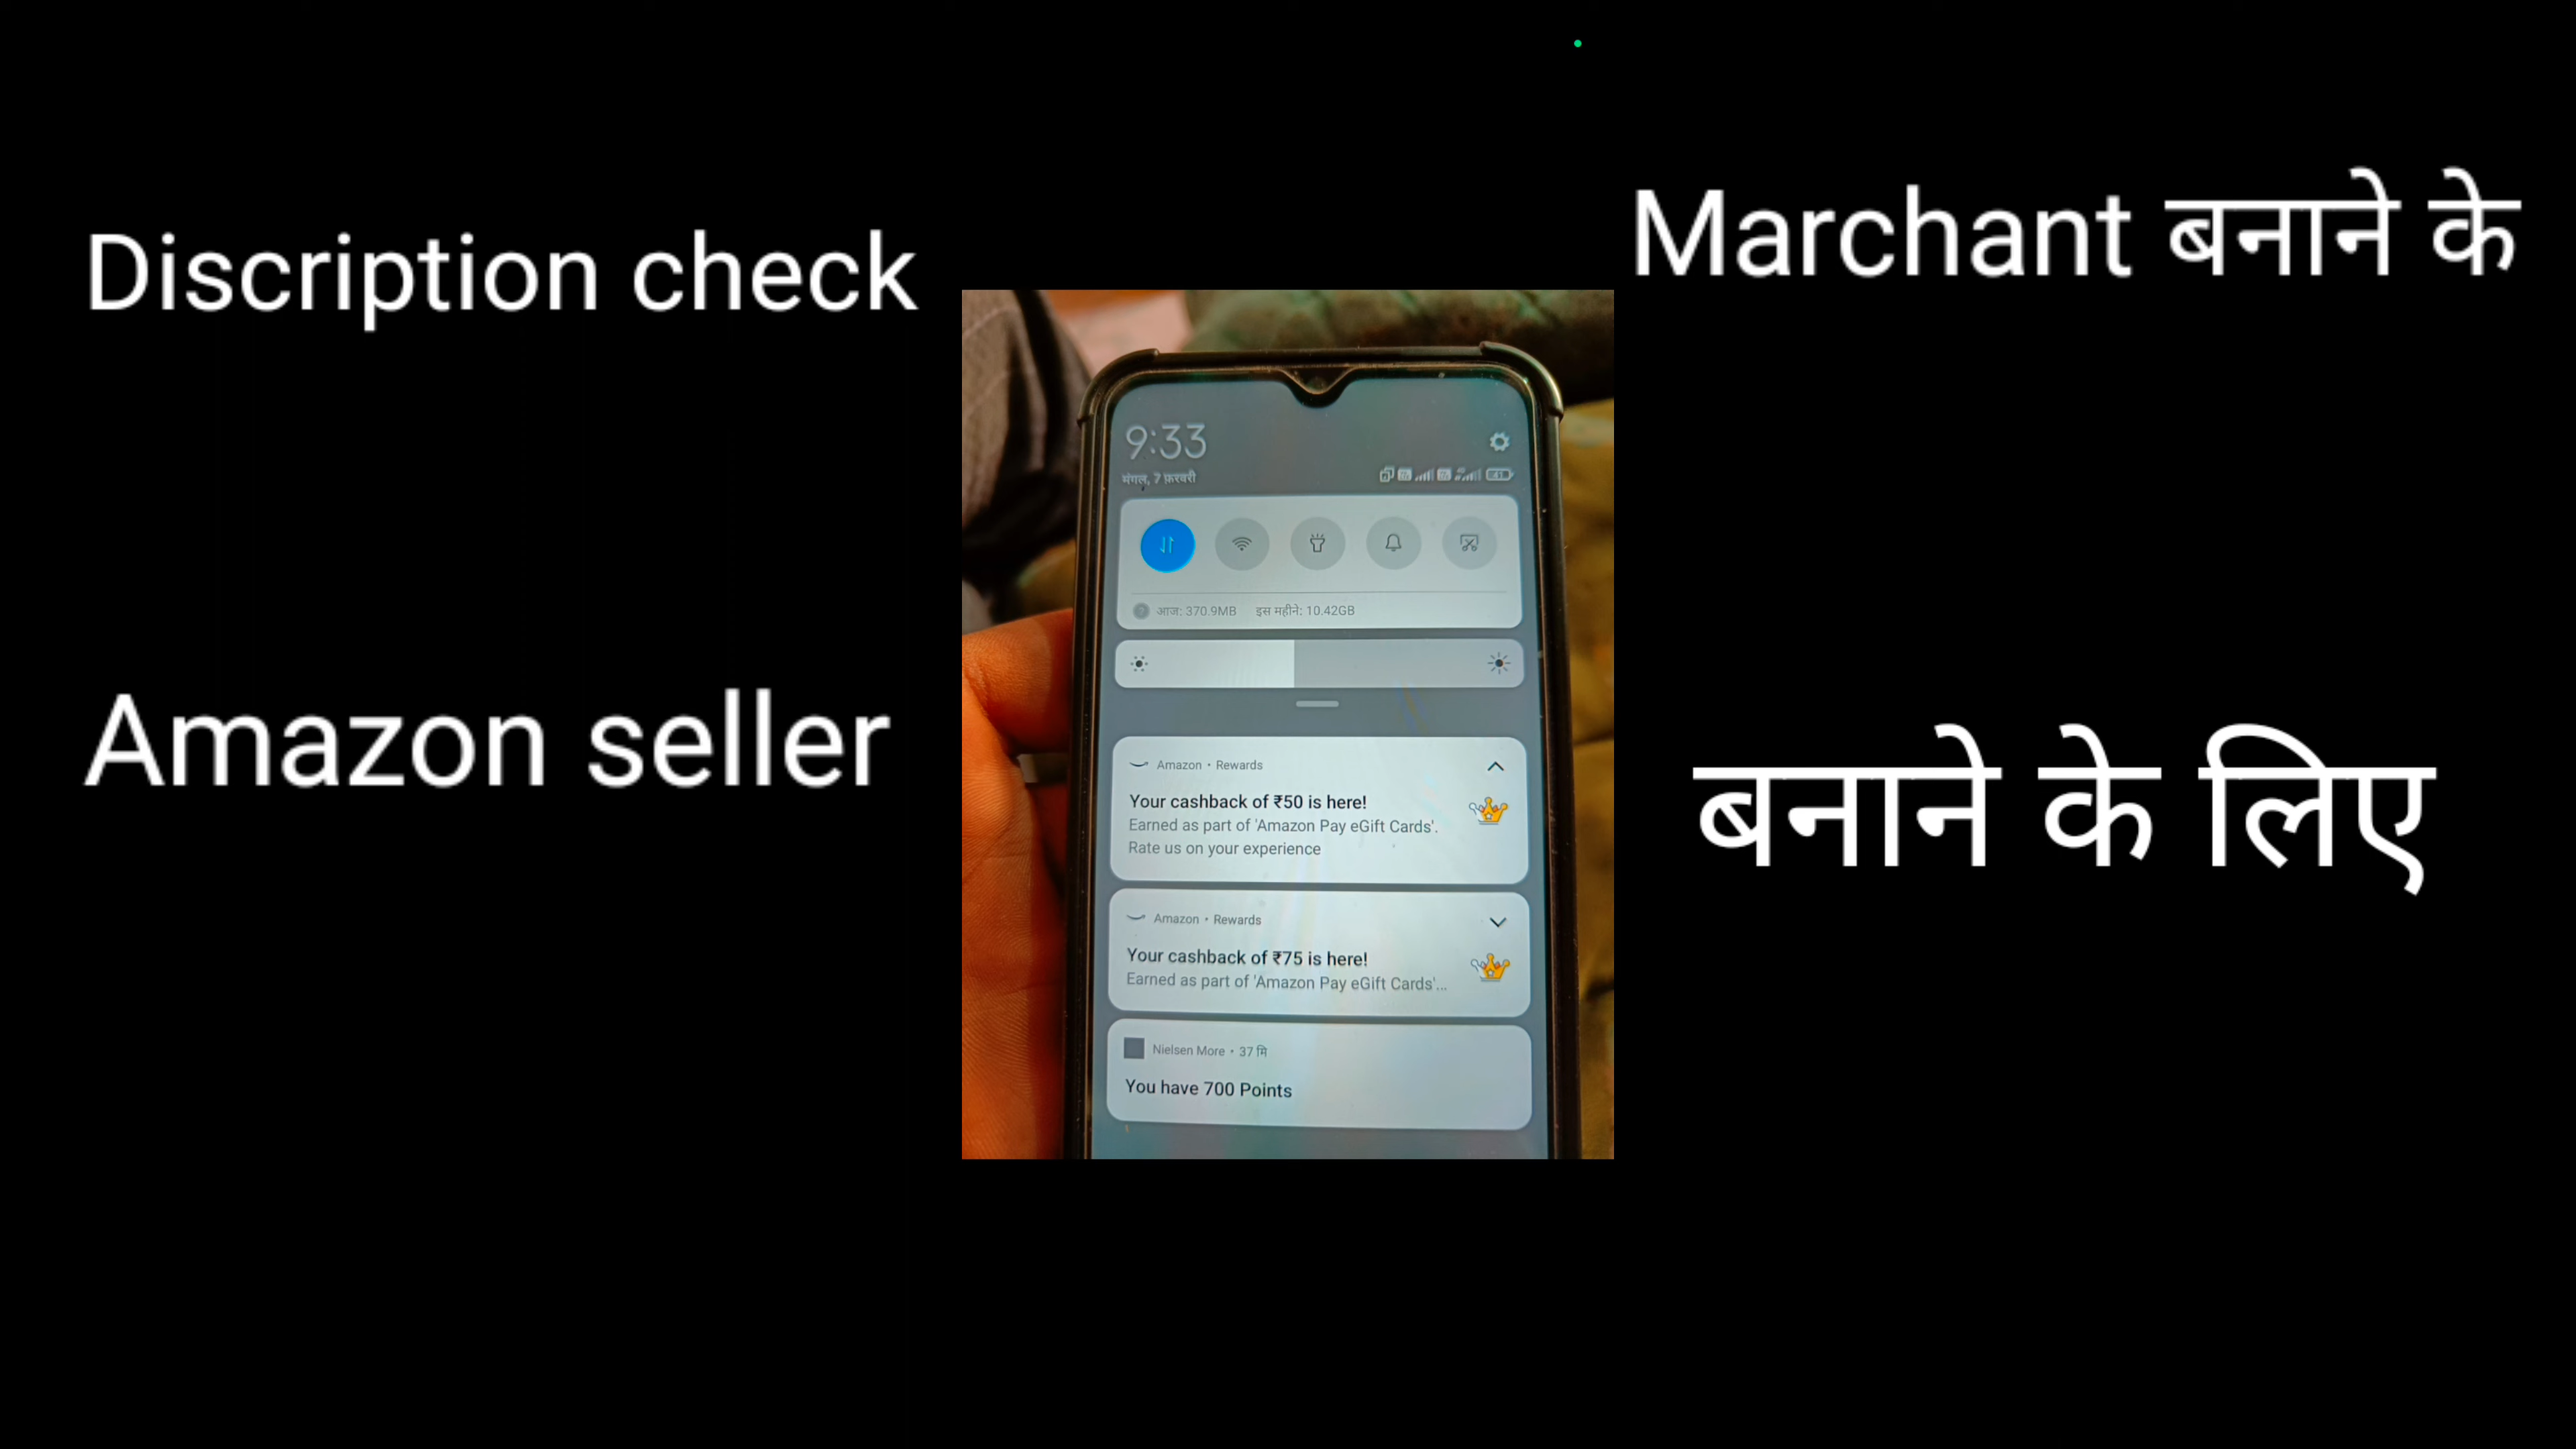 Discription check
Marchant बनाने के
Amazon seller
बनाने के लिए
9:33
मंगल, 7 फ़रवरी
आज: 370.9MB इस महीने: 10.42GB
Amazon • Rewards
Your cashback of ₹50 is here!
Earned as part of 'Amazon Pay eGift Cards'.
Rate us on your experience
Amazon • Rewards
Your cashback of ₹75 is here!
Earned as part of 'Amazon Pay eGift Cards'...
Nielsen More • 37 मि
You have 700 Points